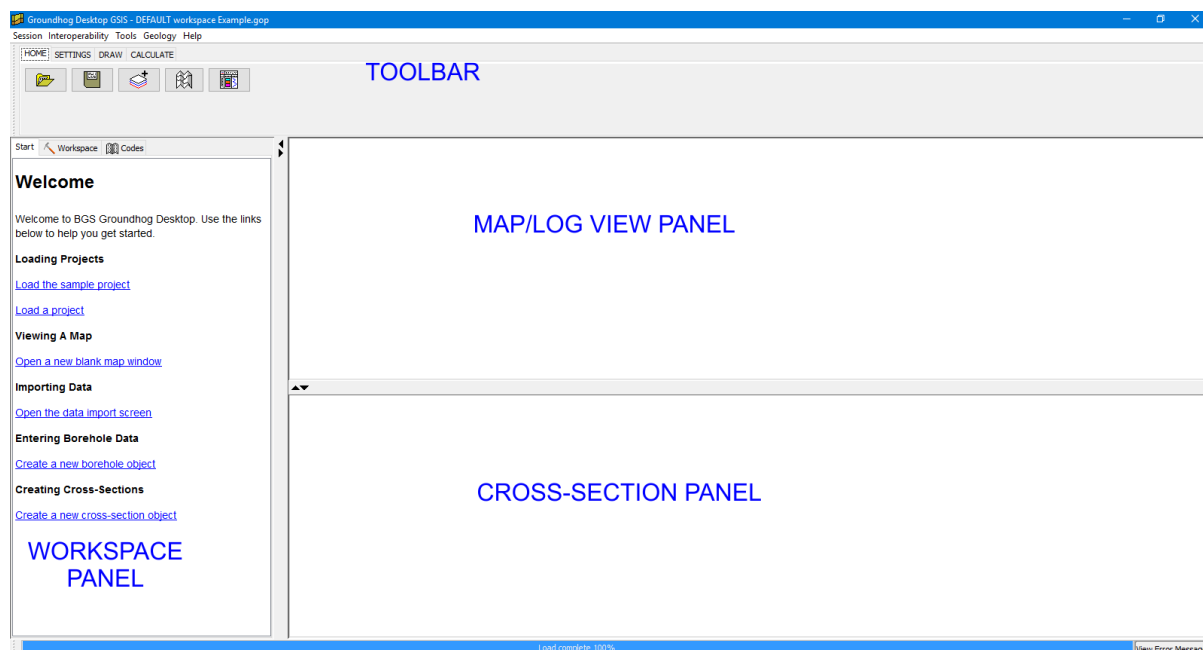 Groundhog Desktop GSIS - DEFAULT workspace Example.gop
Session Interoperability Tools Geology Help
HOME SETTINGS DRAW CALCULATE
TOOLBAR
Start Workspace Codes
Welcome
Welcome to BGS Groundhog Desktop. Use the links
below to help you get started.
Loading Projects
Load the sample project
Load a project
Viewing A Map
Open a new blank map window
Importing Data
Open the data import screen
Entering Borehole Data
Create a new borehole object
Creating Cross-Sections
Create a new cross-section object
WORKSPACE
PANEL
MAP/LOG VIEW PANEL
CROSS-SECTION PANEL
Load complete 100%
View Error Messag